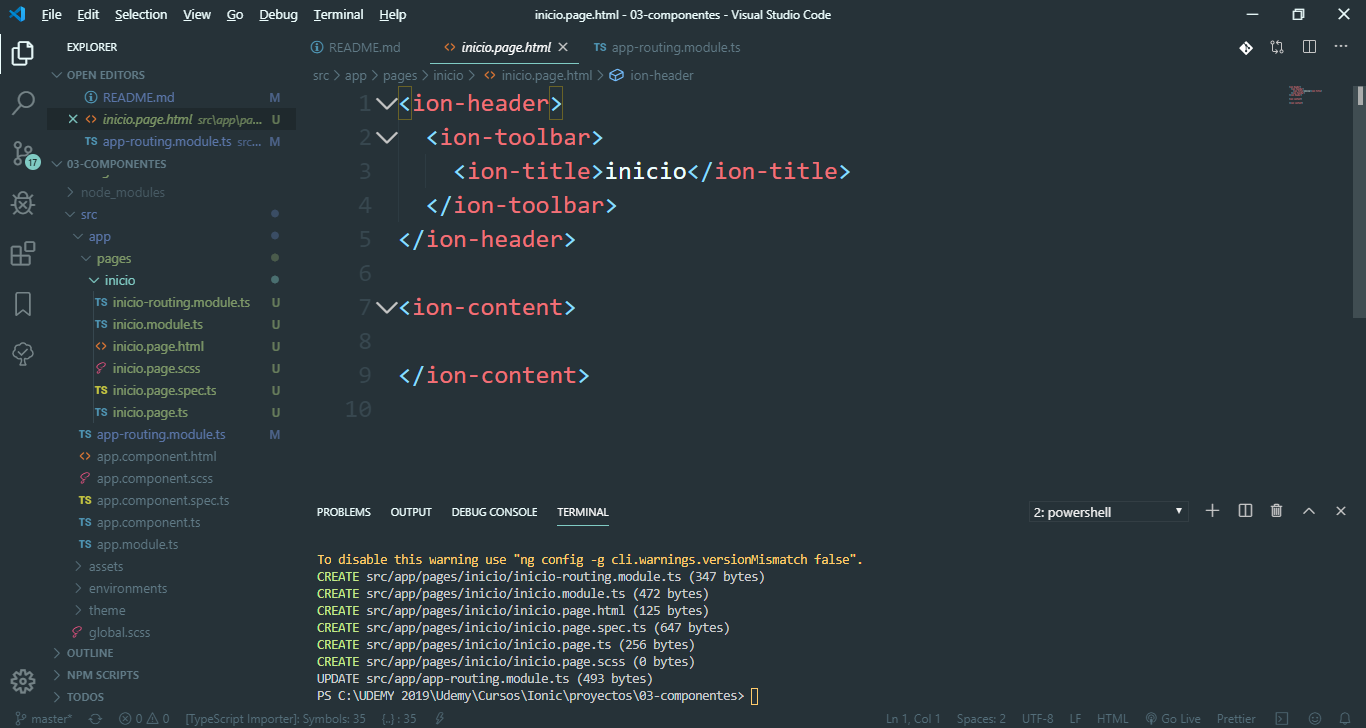 File Edit Selection View Go Debug Terminal Help inicio.page.html - 03-componentes - Visual Studio Code
EXPLORER
OPEN EDITORS
README.md M
inicio.page.html src\app\pa... U
TS app-routing.module.ts src... M
03-COMPONENTES
node_modules
src
app
pages
inicio
TS inicio-routing.module.ts U
TS inicio.module.ts U
<> inicio.page.html U
inicio.page.scss U
TS inicio.page.spec.ts U
TS inicio.page.ts U
TS app-routing.module.ts M
<> app.component.html
app.component.scss
TS app.component.spec.ts
TS app.component.ts
TS app.module.ts
assets
environments
theme
global.scss
OUTLINE
NPM SCRIPTS
TODOS
17
README.md <> inicio.page.html TS app-routing.module.ts
src > app > pages > inicio > <> inicio.page.html > ion-header
1 <ion-header>
2 <ion-toolbar>
3 <ion-title>inicio</ion-title>
4 </ion-toolbar>
5 </ion-header>
6
7 <ion-content>
8
9 </ion-content>
10
PROBLEMS OUTPUT DEBUG CONSOLE TERMINAL 2: powershell
To disable this warning use "ng config -g cli.warnings.versionMismatch false".
CREATE src/app/pages/inicio/inicio-routing.module.ts (347 bytes)
CREATE src/app/pages/inicio/inicio.module.ts (472 bytes)
CREATE src/app/pages/inicio/inicio.page.html (125 bytes)
CREATE src/app/pages/inicio/inicio.page.spec.ts (647 bytes)
CREATE src/app/pages/inicio/inicio.page.ts (256 bytes)
CREATE src/app/pages/inicio/inicio.page.scss (0 bytes)
UPDATE src/app/app-routing.module.ts (493 bytes)
PS C:\UDEMY 2019\Udemy\Cursos\Ionic\proyectos\03-componentes>
master* 0 0 [TypeScript Importer]: Symbols: 35 {..} : 35 Ln 1, Col 1 Spaces: 2 UTF-8 LF HTML Go Live Prettier